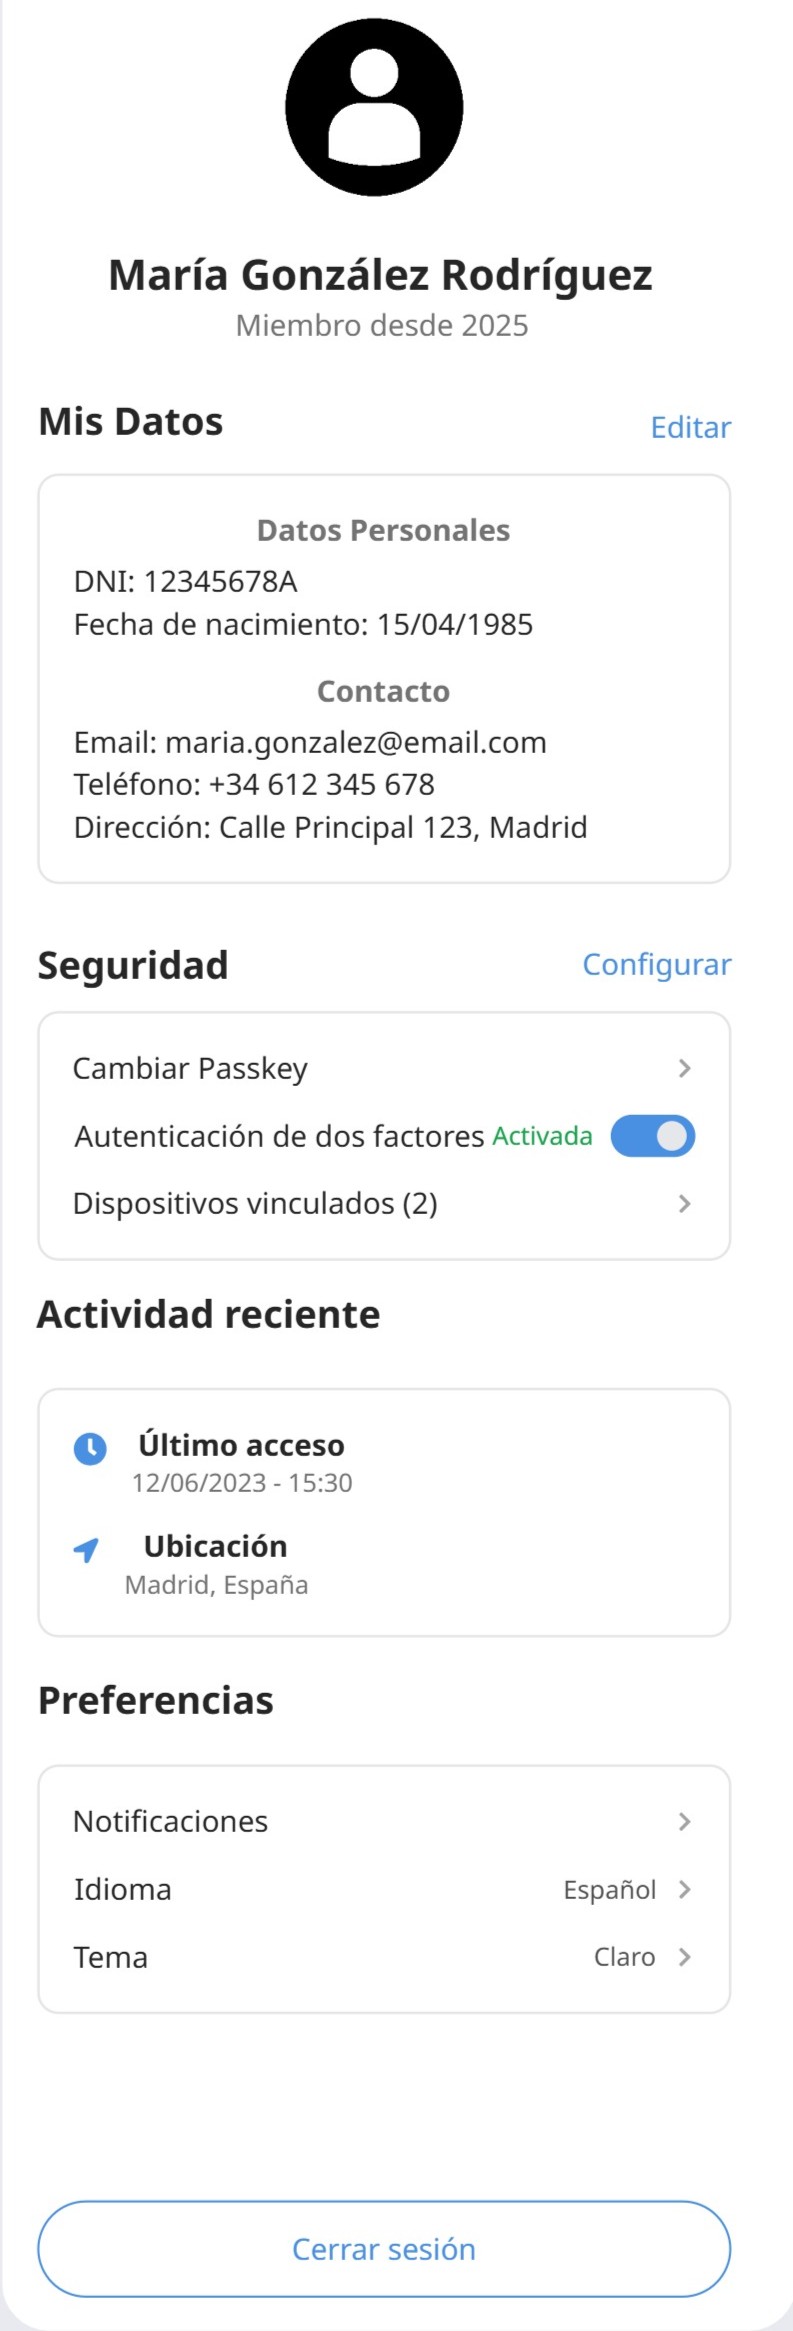 María González Rodríguez
Miembro desde 2025
Mis Datos
Editar
Datos Personales
DNI: 12345678A
Fecha de nacimiento: 15/04/1985
Contacto
Email: maria.gonzalez@email.com
Teléfono: +34 612 345 678
Dirección: Calle Principal 123, Madrid
Seguridad
Configurar
Cambiar Passkey
Autenticación de dos factores Activada
Dispositivos vinculados (2)
Actividad reciente
Último acceso
12/06/2023 - 15:30
Ubicación
Madrid, España
Preferencias
Notificaciones
Idioma Español
Tema Claro
Cerrar sesión